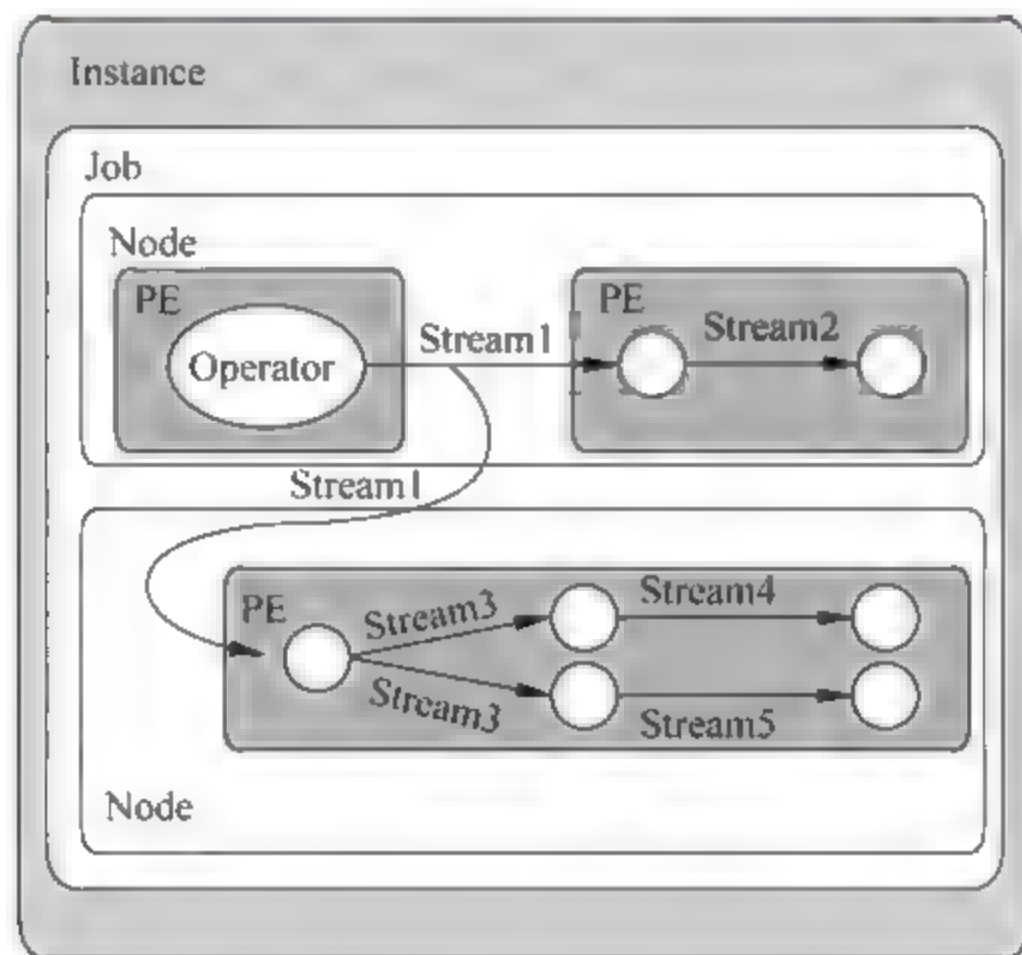 Instance
Job
Node
PE
Operator
Stream1
PE
Stream2
Stream1
PE
Stream3
Stream4
Stream3
Stream5
Node